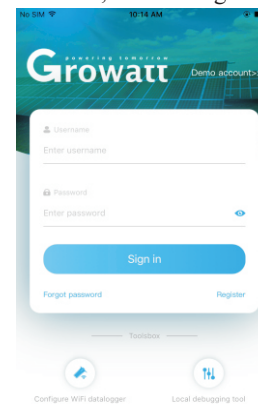 No SIM 10:14 AM
powering tomorrow
Growatt
Demo account>
Username
Enter username
Password
Enter password
Sign in
Forgot password Register
Toolsbox
Configure WiFi datalogger Local debugging tool